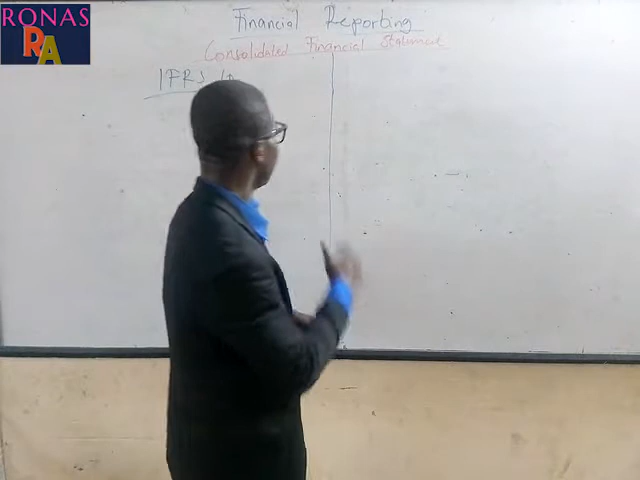 RONAS
RA
Financial Reporting
Consolidated Financial Statement
IFRS